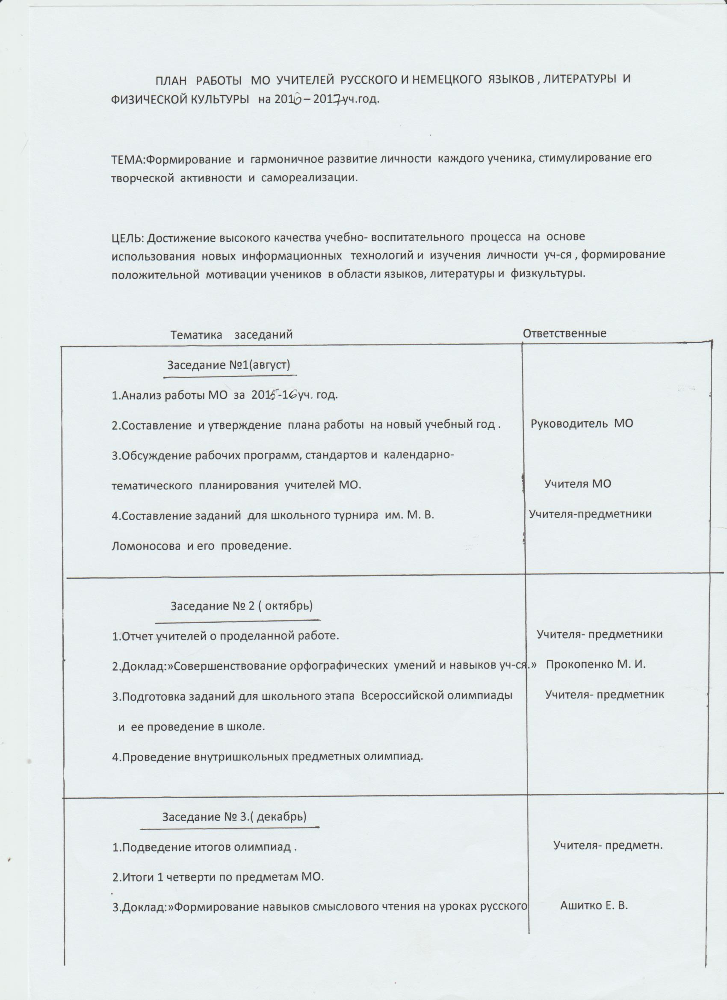 ПЛАН РАБОТЫ МО УЧИТЕЛЕЙ РУССКОГО И НЕМЕЦКОГО ЯЗЫКОВ , ЛИТЕРАТУРЫ И
ФИЗИЧЕСКОЙ КУЛЬТУРЫ на 2016 – 2017 уч.год.
ТЕМА:Формирование и гармоничное развитие личности каждого ученика, стимулирование его
творческой активности и самореализации.
ЦЕЛЬ: Достижение высокого качества учебно- воспитательного процесса на основе
использования новых информационных технологий и изучения личности уч-ся , формирование
положительной мотивации учеников в области языков, литературы и физкультуры.
Тематика заседаний Ответственные
Заседание №1(август)
1.Анализ работы МО за 2015-16 уч. год.
2.Составление и утверждение плана работы на новый учебный год . Руководитель МО
3.Обсуждение рабочих программ, стандартов и календарно-
тематического планирования учителей МО. Учителя МО
4.Составление заданий для школьного турнира им. М. В. Учителя-предметники
Ломоносова и его проведение.
Заседание № 2 ( октябрь)
1.Отчет учителей о проделанной работе. Учителя- предметники
2.Доклад:»Совершенствование орфографических умений и навыков уч-ся.» Прокопенко М. И.
3.Подготовка заданий для школьного этапа Всероссийской олимпиады Учителя- предметник
и ее проведение в школе.
4.Проведение внутришкольных предметных олимпиад.
Заседание № 3.( декабрь)
1.Подведение итогов олимпиад . Учителя- предметн.
2.Итоги 1 четверти по предметам МО.
3.Доклад:»Формирование навыков смыслового чтения на уроках русского Ашитко Е. В.